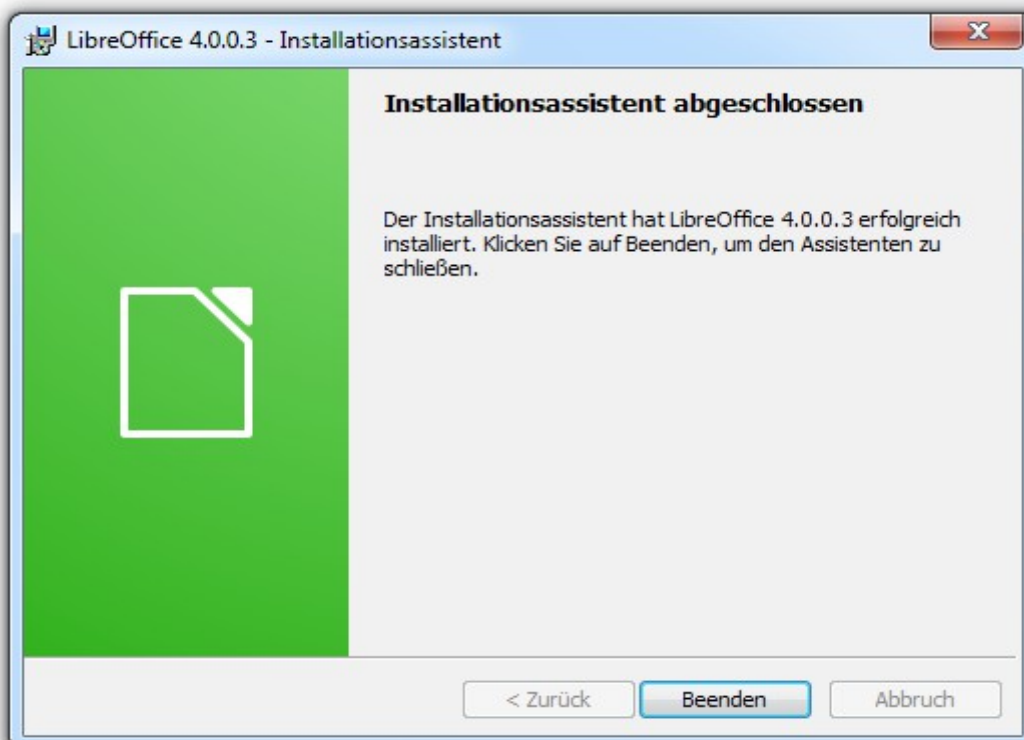 LibreOffice 4.0.0.3 - Installationsassistent
Installationsassistent abgeschlossen
Der Installationsassistent hat LibreOffice 4.0.0.3 erfolgreich
installiert. Klicken Sie auf Beenden, um den Assistenten zu
schließen.
< Zurück
Beenden
Abbruch